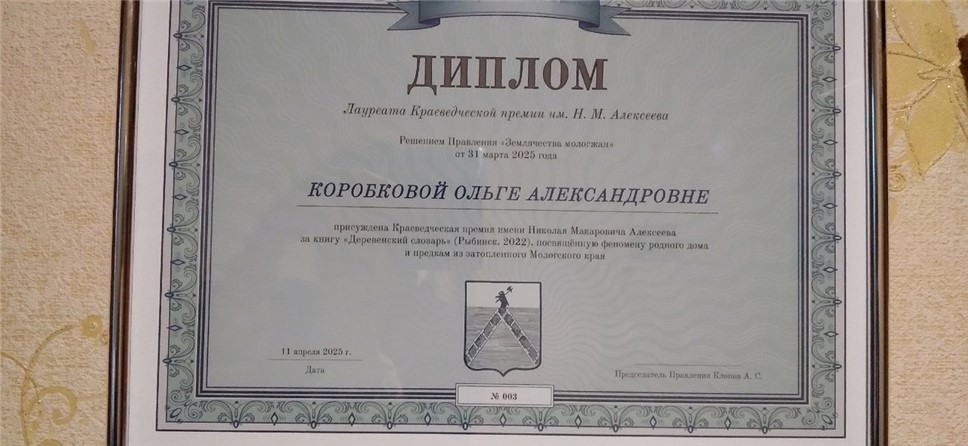 ДИПЛОМ
Лауреата Краеведческой премии им. Н. М. Алексеева
Решением Правления «Землячества мологжан»
от 31 марта 2025 года
КОРОБКОВОЙ ОЛЬГЕ АЛЕКСАНДРОВНЕ
присуждена Краеведческая премия имени Николая Макаровича Алексеева
за книгу «Деревенский словарь» (Рыбинск, 2022), посвящённую феномену родного дома
и предкам из затопленного Мологского края
11 апреля 2025 г.
Дата
Председатель Правления Клопов А. С.
№ 003